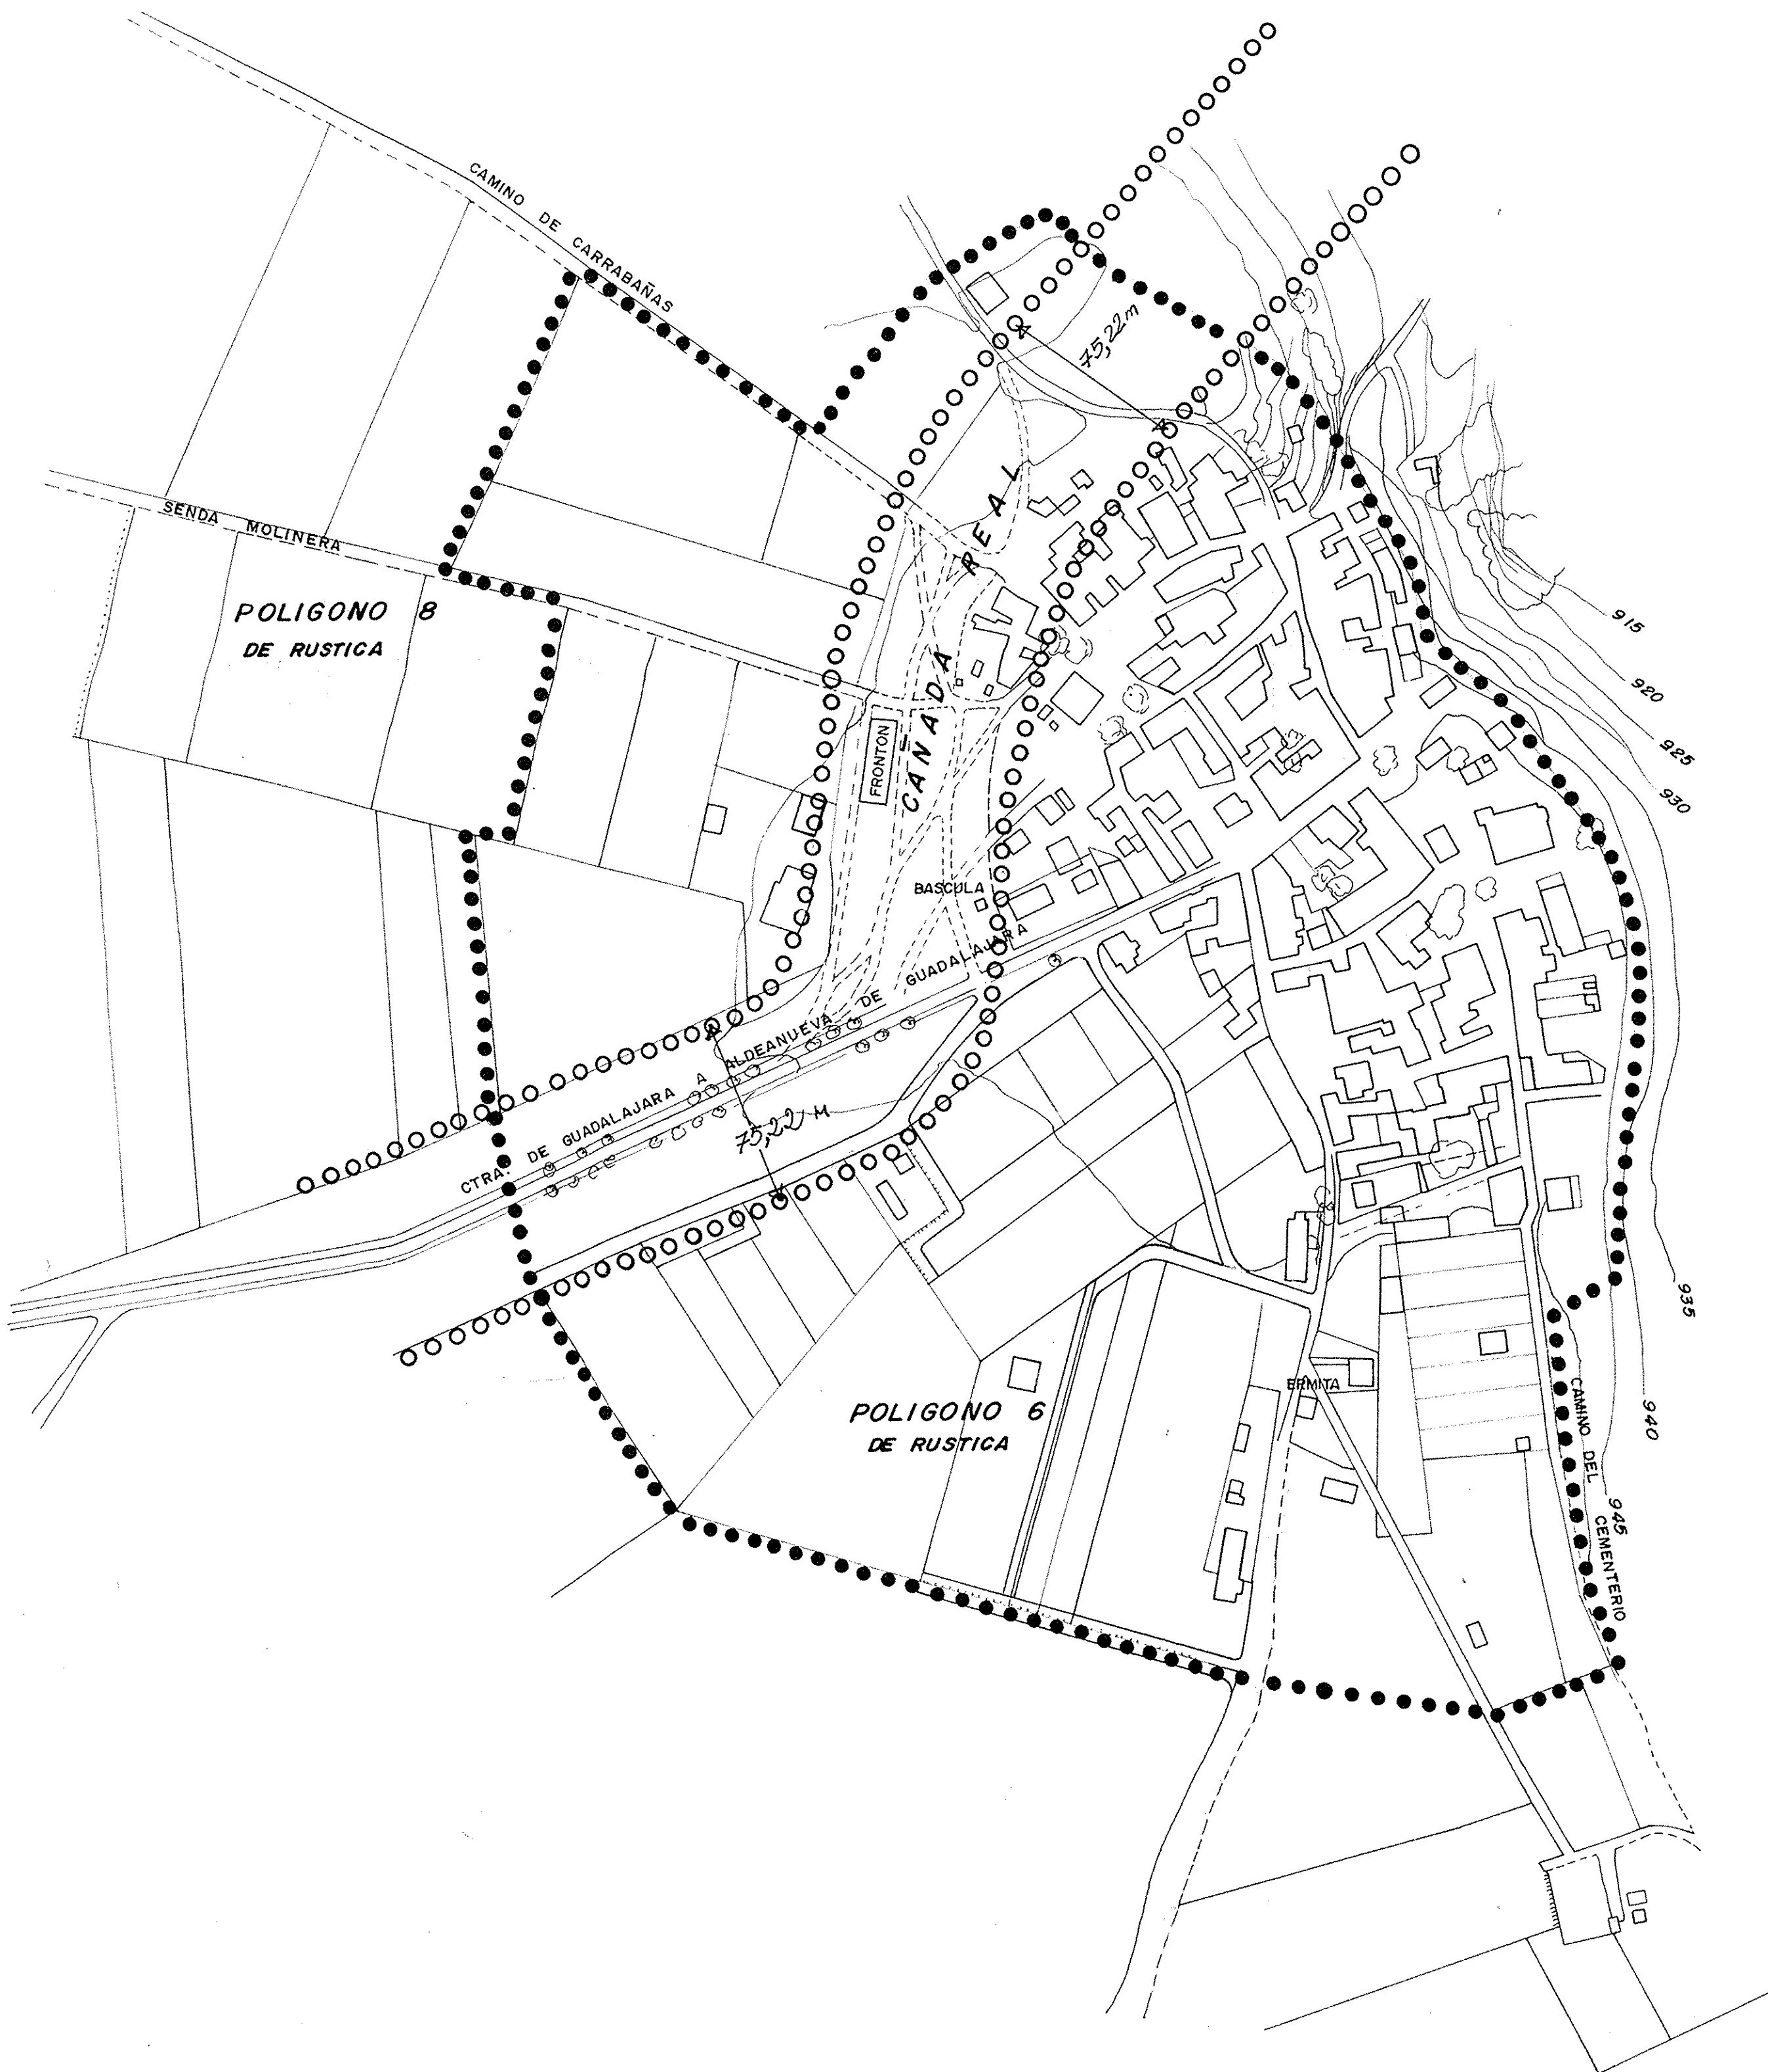 CAMINO DE CARRABAÑAS
75,22 m
SENDA MOLINERA
POLIGONO 8
DE RUSTICA
CAÑADA REAL
FRONTON
BASCULA
CTRA. DE GUADALAJARA A ALDEANUEVA DE GUADALAJARA
75,22 M
915
920
925
930
935
940
945
POLIGONO 6
DE RUSTICA
ERMITA
CAMINO DEL CEMENTERIO